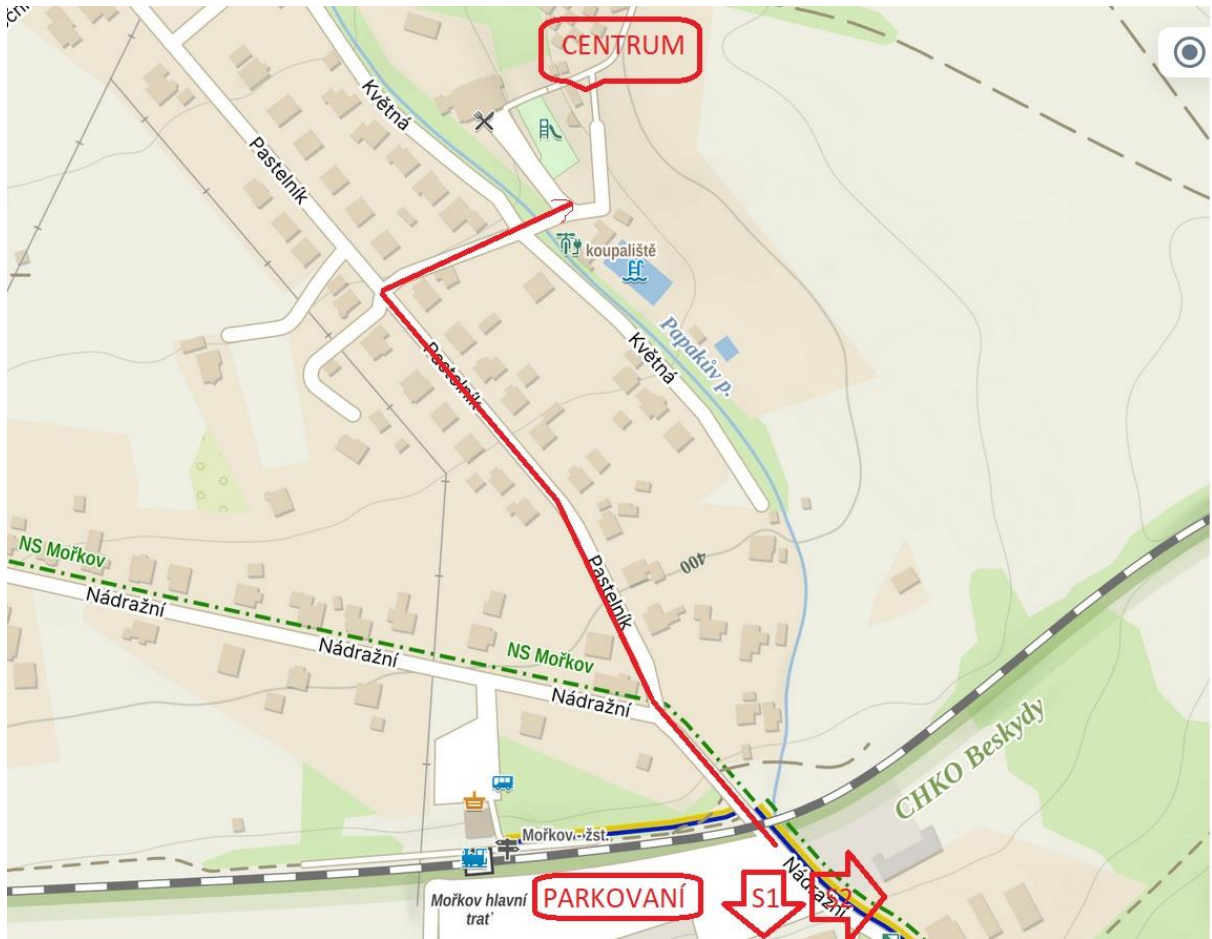 CENTRUM
Květná
Pastelník
koupaliště
Papakův p.
Květná
Pastelník
400
NS Mořkov
Nádražní
Pastelník
Nádražní
NS Mořkov
Nádražní
CHKO Beskydy
Mořkov - žst.
Nádražní
Mořkov hlavní
trať
PARKOVANÍ
S1
S2